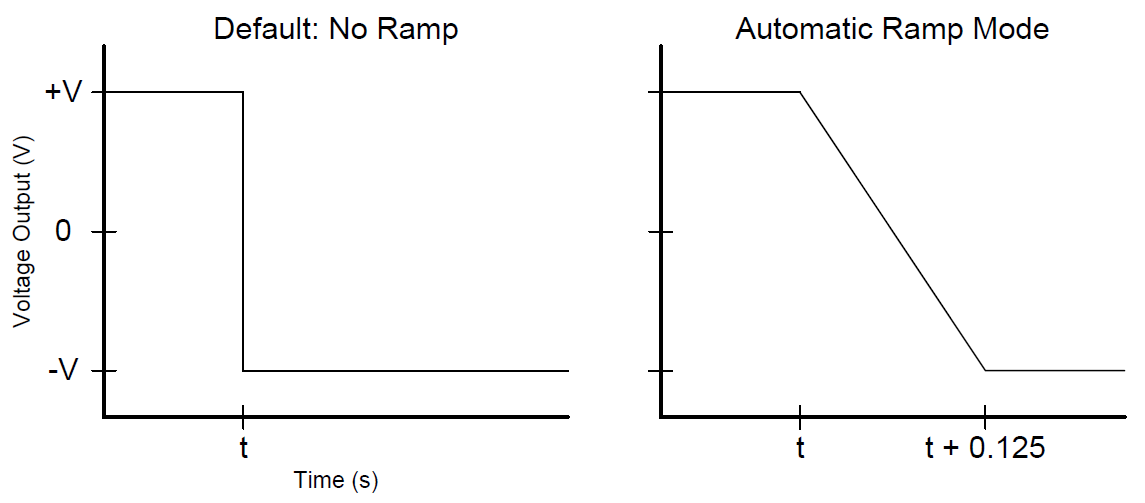 Default: No Ramp
Automatic Ramp Mode
+V
0
-V
Voltage Output (V)
t
Time (s)
t
t + 0.125